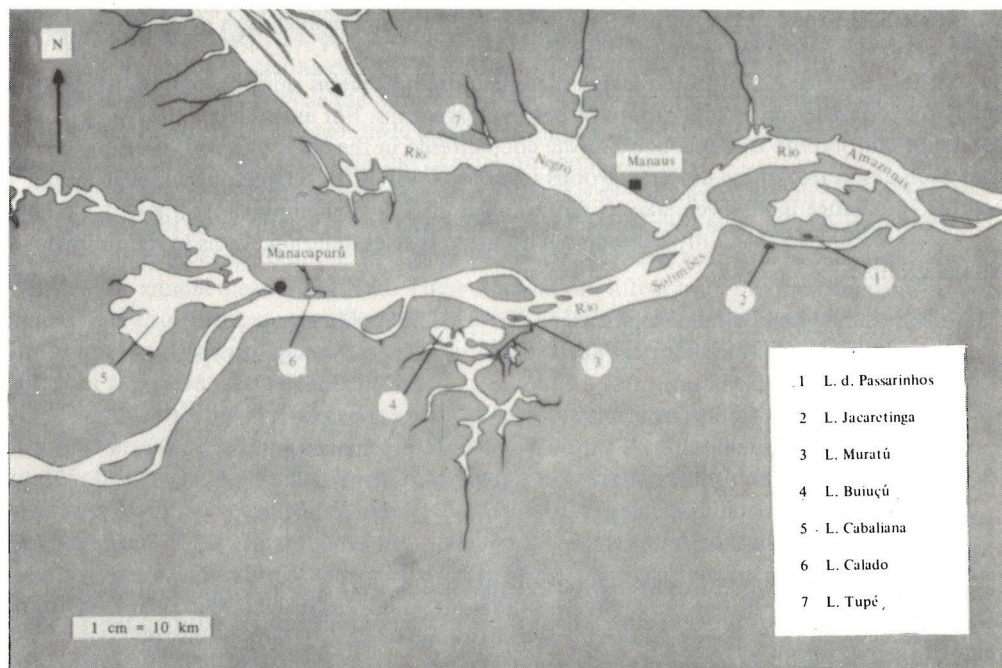 N
7
Rio
Negro
Manaus
Rio
Amazonas
Manacapurú
Rio
Solimões
5
6
4
3
2
1
1 L. d. Passarinhos
2 L. Jacaretinga
3 L. Muratú
4 L. Buiuçú
5 L. Cabaliana
6 L. Calado
7 L. Tupé
1 cm = 10 km